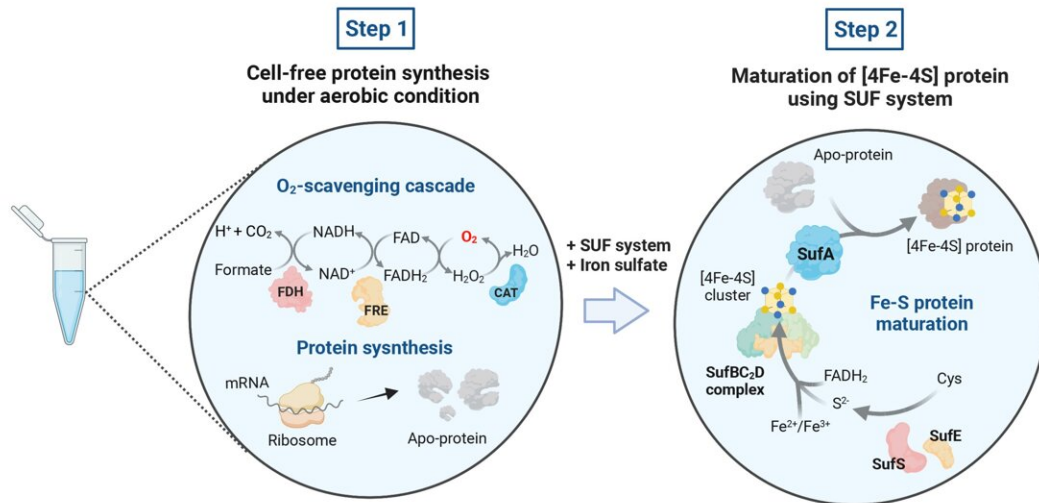 Step 1
Cell-free protein synthesis
under aerobic condition
O₂-scavenging cascade
H⁺ + CO₂
NADH
FAD
O₂
H₂O
Formate
NAD⁺
FADH₂
H₂O₂
FDH
FRE
CAT
Protein sysnthesis
mRNA
Ribosome
Apo-protein
+ SUF system
+ Iron sulfate
Step 2
Maturation of [4Fe-4S] protein
using SUF system
Apo-protein
SufA
[4Fe-4S] protein
[4Fe-4S]
cluster
Fe-S protein
maturation
SufBC₂D
complex
FADH₂
S²⁻
Cys
Fe²⁺/Fe³⁺
SufE
SufS